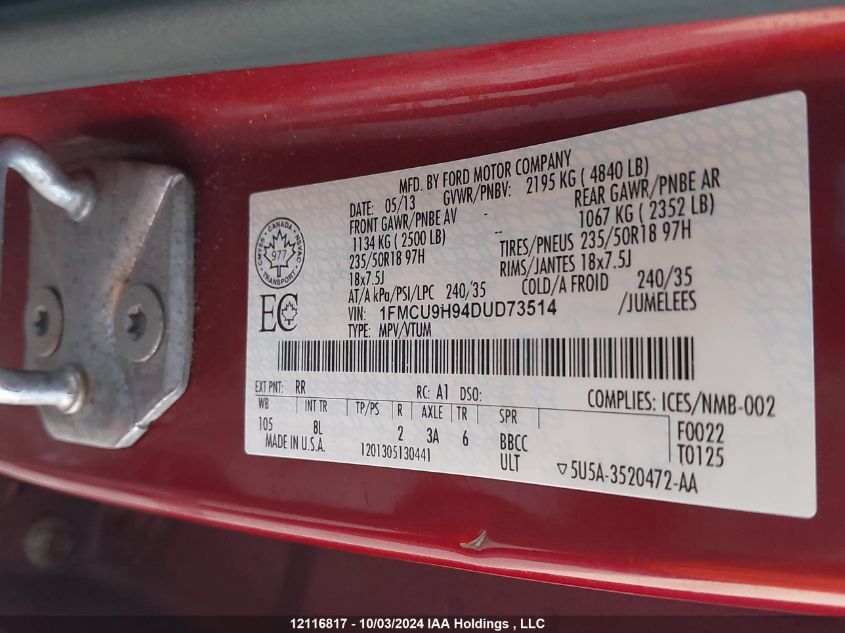 MFD. BY FORD MOTOR COMPANY
DATE: 05/13 GVWR/PNBV: 2195 KG ( 4840 LB)
FRONT GAWR/PNBE AV - REAR GAWR/PNBE AR
1134 KG ( 2500 LB) -- 1067 KG ( 2352 LB)
235/50R18 97H TIRES/PNEUS 235/50R18 97H
18x7.5J RIMS/JANTES 18x7.5J
AT/A kPa/PSI/LPC 240/35 COLD/A FROID 240/35
VIN: 1FMCU9H94DUD73514 /JUMELEES
TYPE: MPV/VTUM
CANADA
977
TRANSPORT
EC
EXT PNT: RR RC: A1 DSO: COMPLIES: ICES/NMB-002
WB INT TR TP/PS R AXLE TR SPR F0022
105 8L 2 3A 6 BBCC T0125
MADE IN U.S.A. 1201305130441 ULT ▽5U5A-3520472-AA
12116817 - 10/03/2024 IAA Holdings , LLC